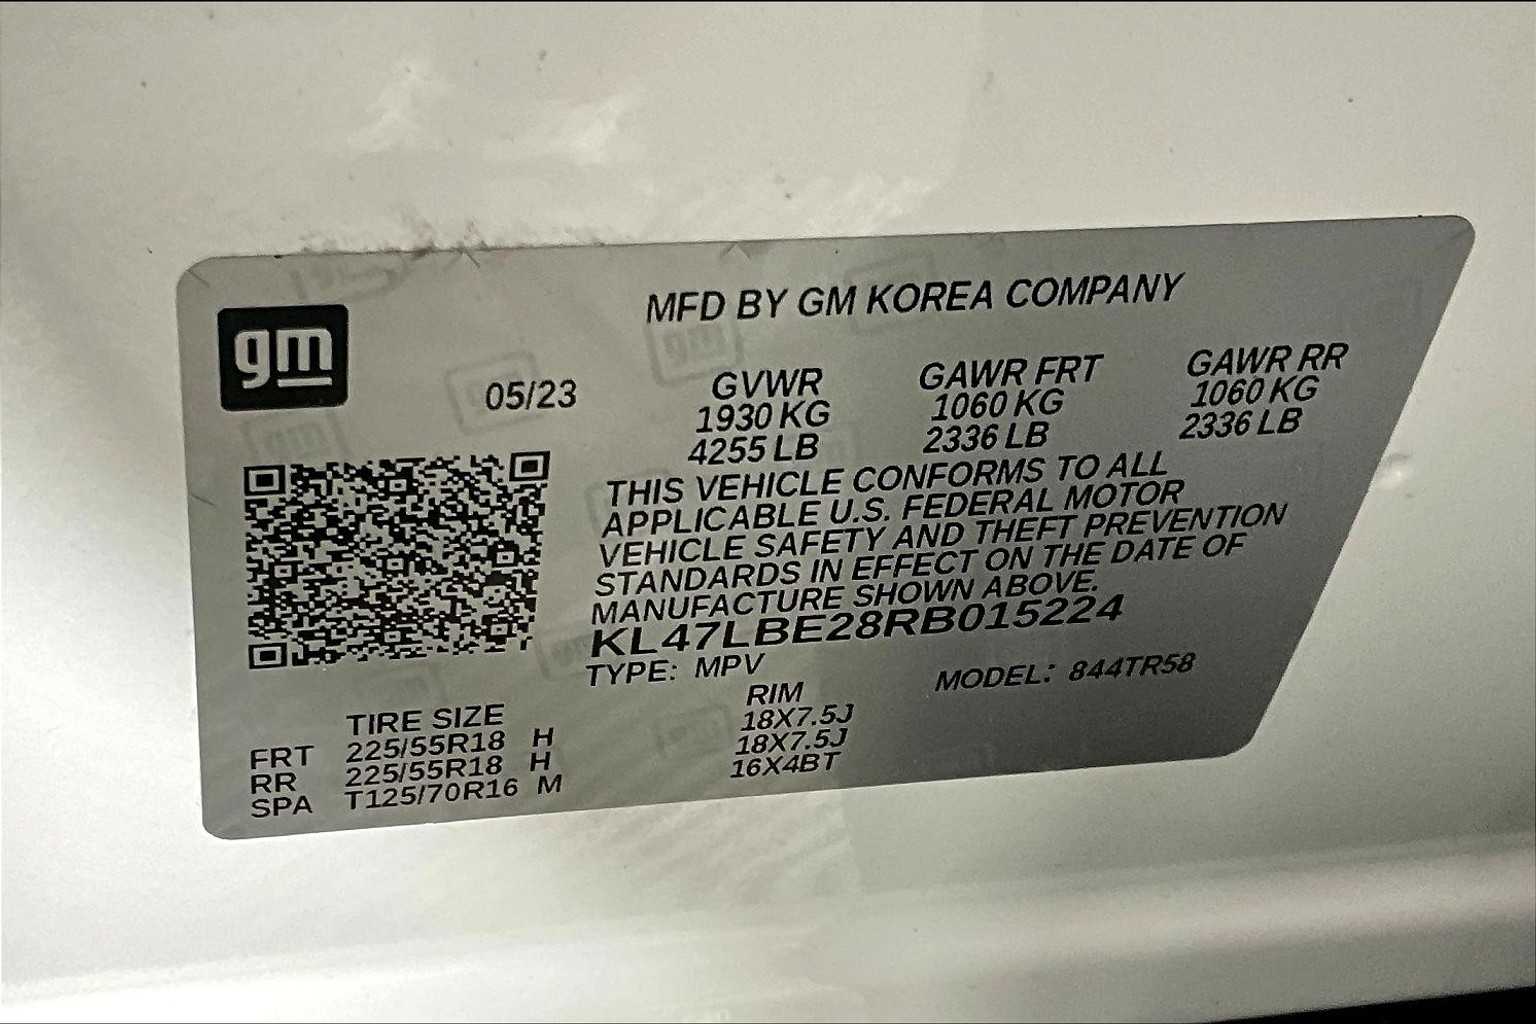 gm
MFD BY GM KOREA COMPANY
05/23
GVWR GAWR FRT GAWR RR
1930 KG 1060 KG 1060 KG
4255 LB 2336 LB 2336 LB
THIS VEHICLE CONFORMS TO ALL
APPLICABLE U.S. FEDERAL MOTOR
VEHICLE SAFETY AND THEFT PREVENTION
STANDARDS IN EFFECT ON THE DATE OF
MANUFACTURE SHOWN ABOVE.
KL47LBE28RB015224
TYPE: MPV MODEL: 844TR58
TIRE SIZE RIM
FRT 225/55R18 H 18X7.5J
RR 225/55R18 H 18X7.5J
SPA T125/70R16 M 16X4BT